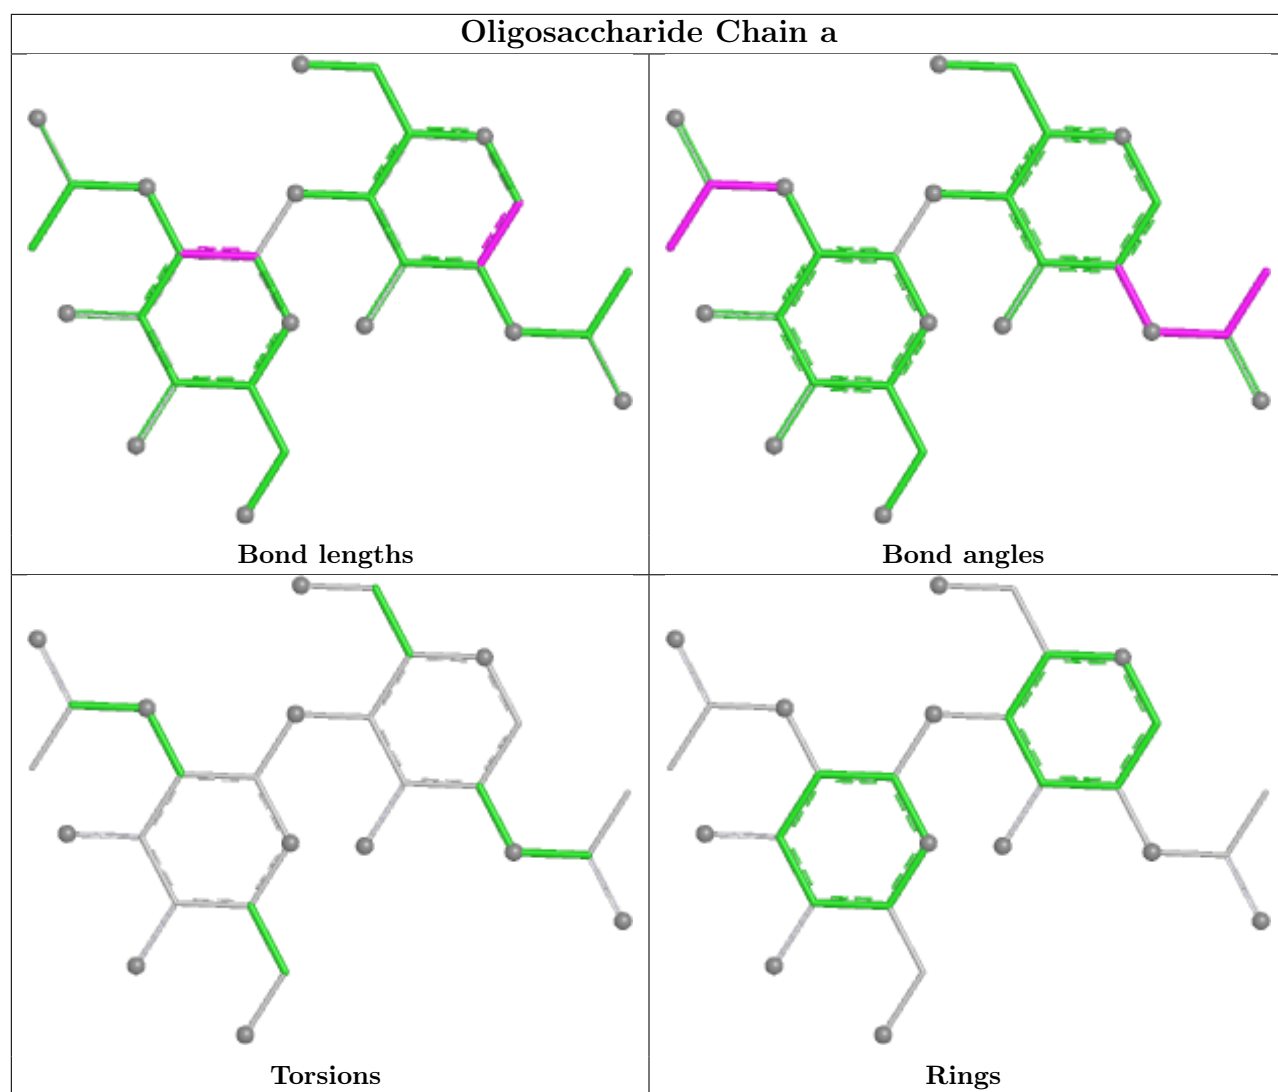 Oligosaccharide Chain a
Bond lengths
Bond angles
Torsions
Rings